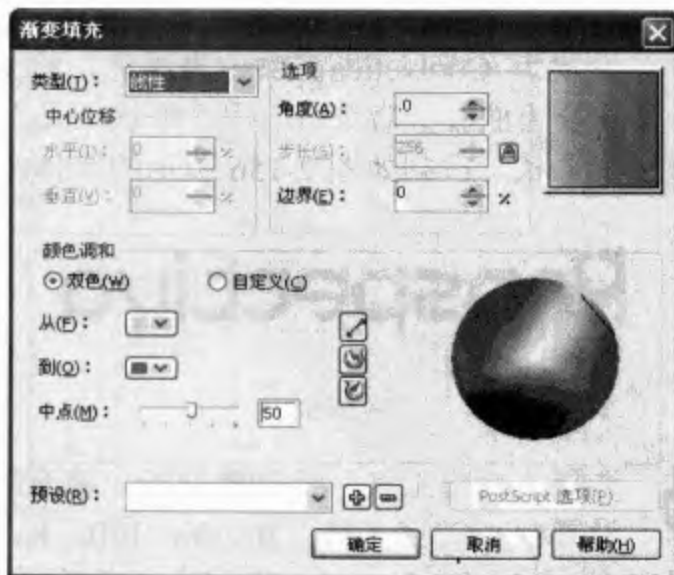 渐变填充
类型(T)： 线性
选项
中心位移
角度(A)： .0
水平(I)： 0 %
步长(S)： 256
垂直(V)： 0 %
边界(E)： 0 %
颜色调和
双色(W) 自定义(C)
从(F)：
到(O)：
中点(M)： 50
预设(R)：
PostScript 选项(P)
确定 取消 帮助(H)